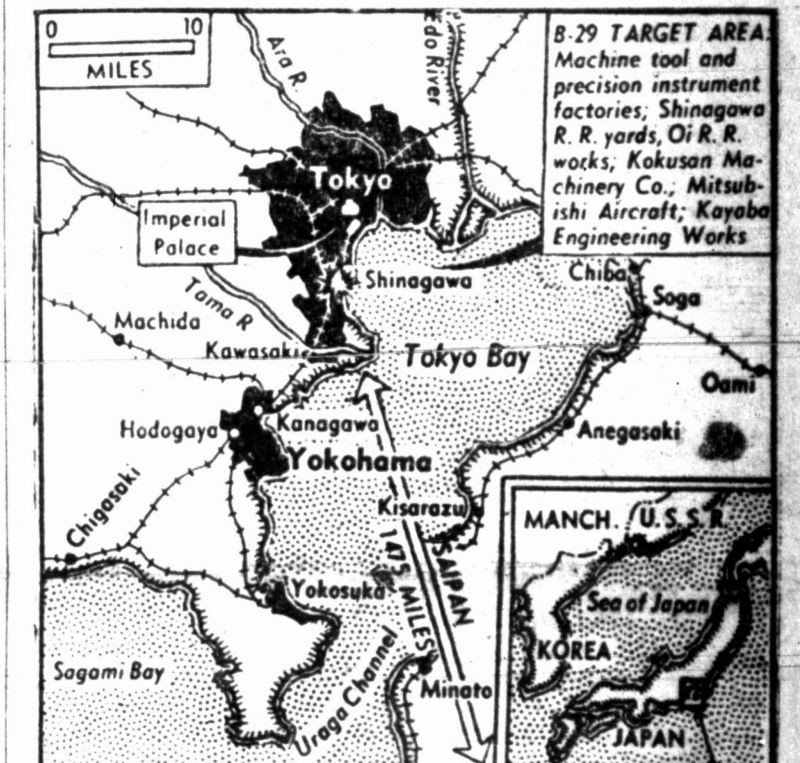 0 10
MILES
Ara R.
do River
B-29 TARGET AREA:
Machine tool and
precision instrument
factories; Shinagawa
R. R. yards, Oi R. R.
works; Kokusan Ma-
chinery Co.; Mitsub-
ishi Aircraft; Kayaba
Engineering Works
Tokyo
Imperial
Palace
Shinagawa
Chiba
Soga
Tama R
Machida
Kawasaki
Tokyo Bay
Oami
Hodogaya
Kanagawa
Anegasaki
Yokohama
Chigasaki
Kisarazu
1475 MILES
SAIPAN
Yokosuka
Sagami Bay
Uraga Channel
Minato
MANCH.
U.S.S.R.
Sea of Japan
KOREA
JAPAN